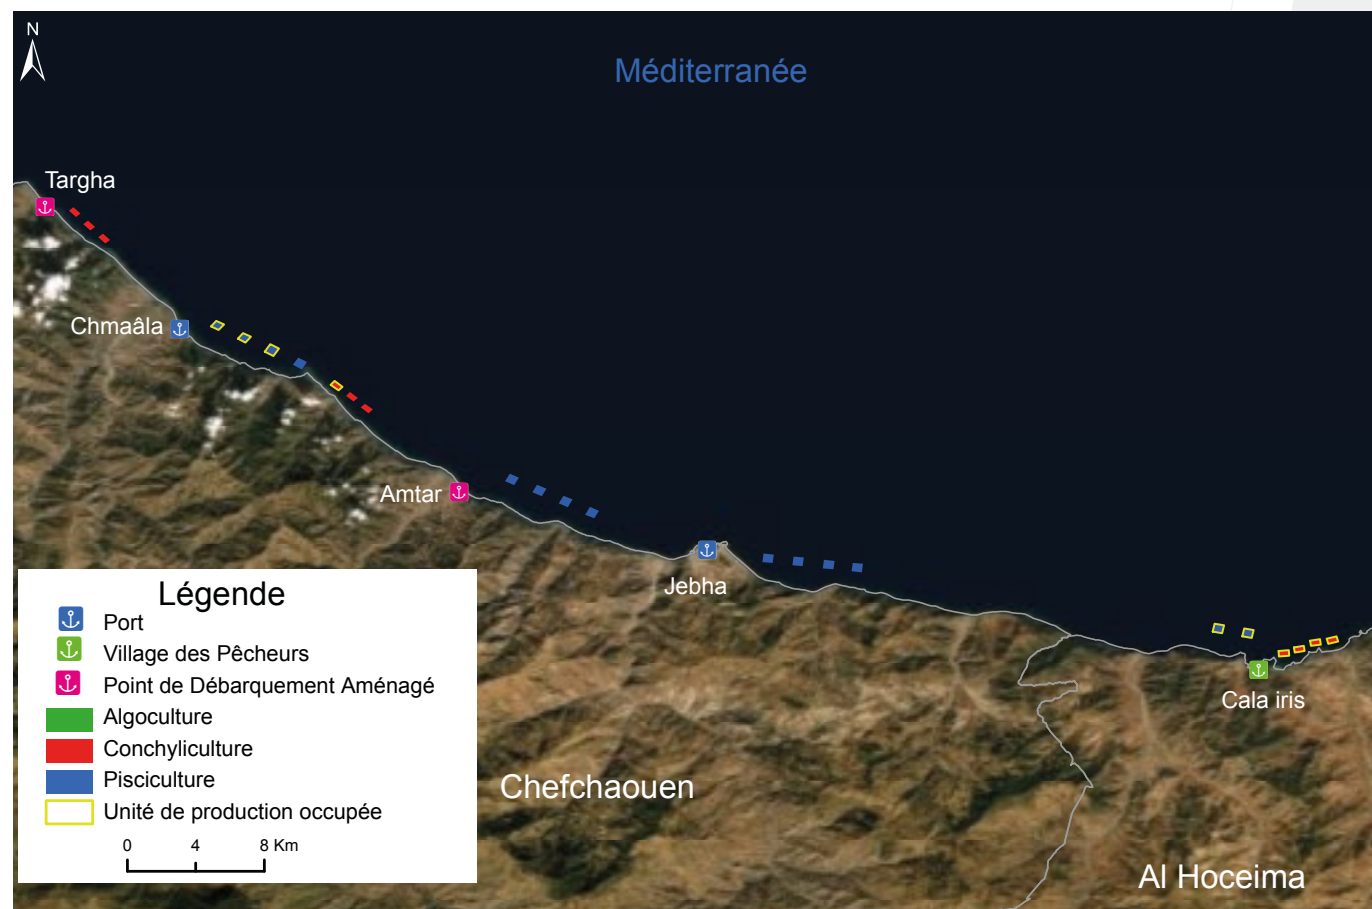 N
Méditerranée
Targha
Chmaâla
Amtar
Jebha
Cala iris
Chefchaouen
Al Hoceima
Légende
Port
Village des Pêcheurs
Point de Débarquement Aménagé
Algoculture
Conchyliculture
Pisciculture
Unité de production occupée
0 4 8 Km